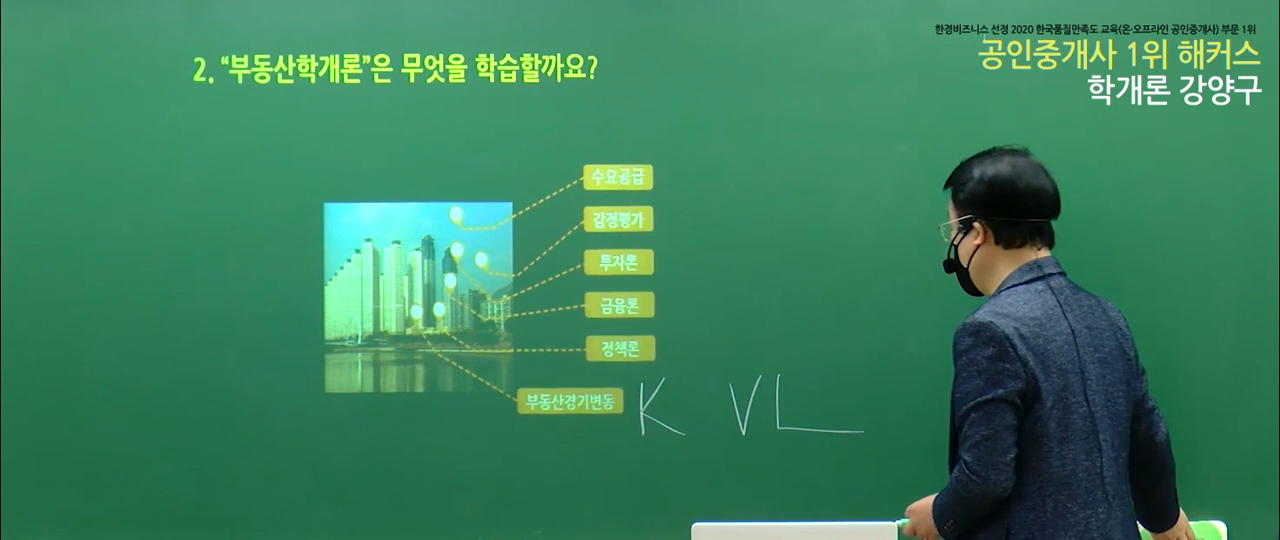 한경비즈니스 선정 2020 한국품질만족도 교육(온·오프라인 공인중개사) 부문 1위
공인중개사 1위 해커스
학개론 강양구
2. “부동산학개론”은 무엇을 학습할까요?
수요공급
감정평가
투자론
금융론
정책론
부동산경기변동
K V L